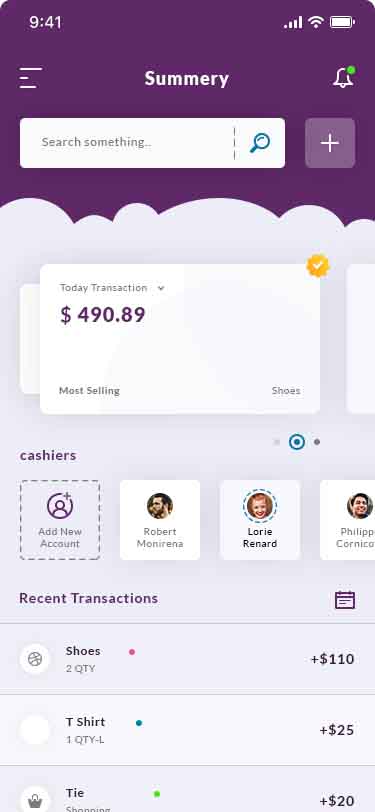 9:41
Summery
Search something..
Today Transaction
$ 490.89
Most Selling
Shoes
cashiers
Add New
Account
Robert
Monirena
Lorie
Renard
Philipp
Cornico
Recent Transactions
Shoes
2 QTY
+$110
T Shirt
1 QTY-L
+$25
Tie
Shopping
+$20